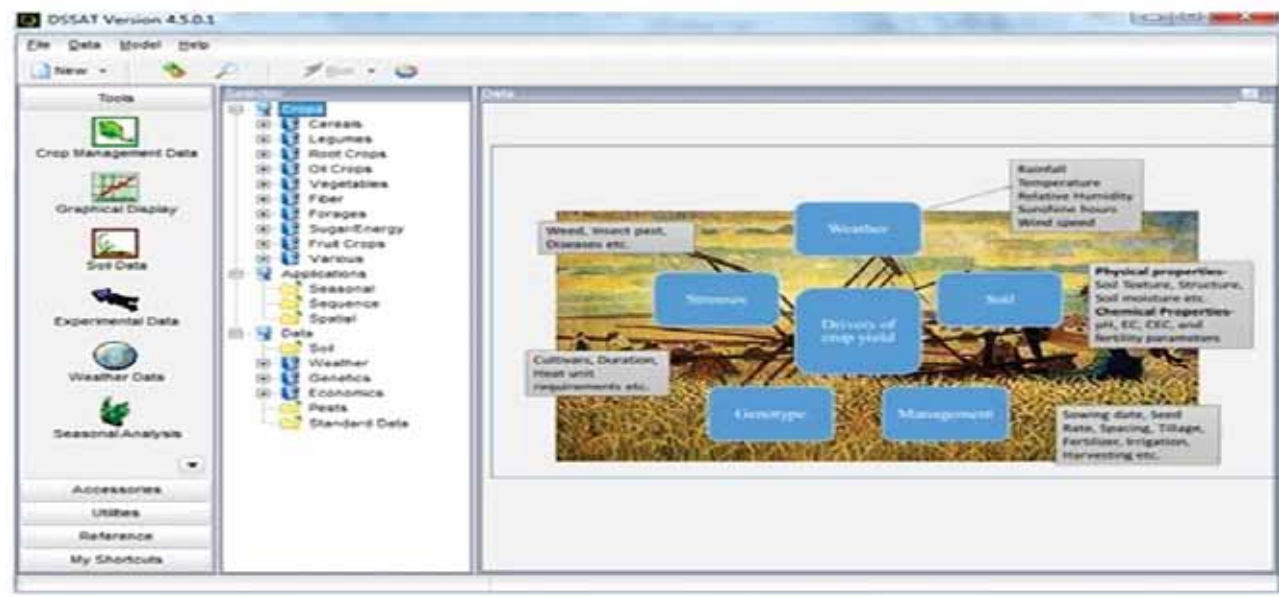 DSSAT Version 4.5.0.1
File Data Model Help
New
Run
Tools
Crop Management Data
Graphical Display
Soil Data
Experimental Data
Weather Data
Seasonal Analysis
Accessories
Utilities
Reference
My Shortcuts
Selector
Crops
Cereals
Legumes
Root Crops
Oil Crops
Vegetables
Fiber
Forages
Sugar/Energy
Fruit Crops
Various
Applications
Seasonal
Sequence
Spatial
Data
Soil
Weather
Genetics
Economics
Pests
Standard Data
Data
Rainfall
Temperature
Relative Humidity
Sunshine hours
Wind speed
Weather
Weed, Insect pest,
Diseases etc.
Stresses
Drivers of
crop yield
Soil
Physical properties-
Soil Texture, Structure,
Soil moisture etc.
Chemical Properties-
pH, EC, CEC, and
fertility parameters
Cultivars, Duration,
Heat unit
requirements etc.
Genotype
Management
Sowing date, Seed
Rate, Spacing, Tillage,
Fertilizer, Irrigation,
Harvesting etc.